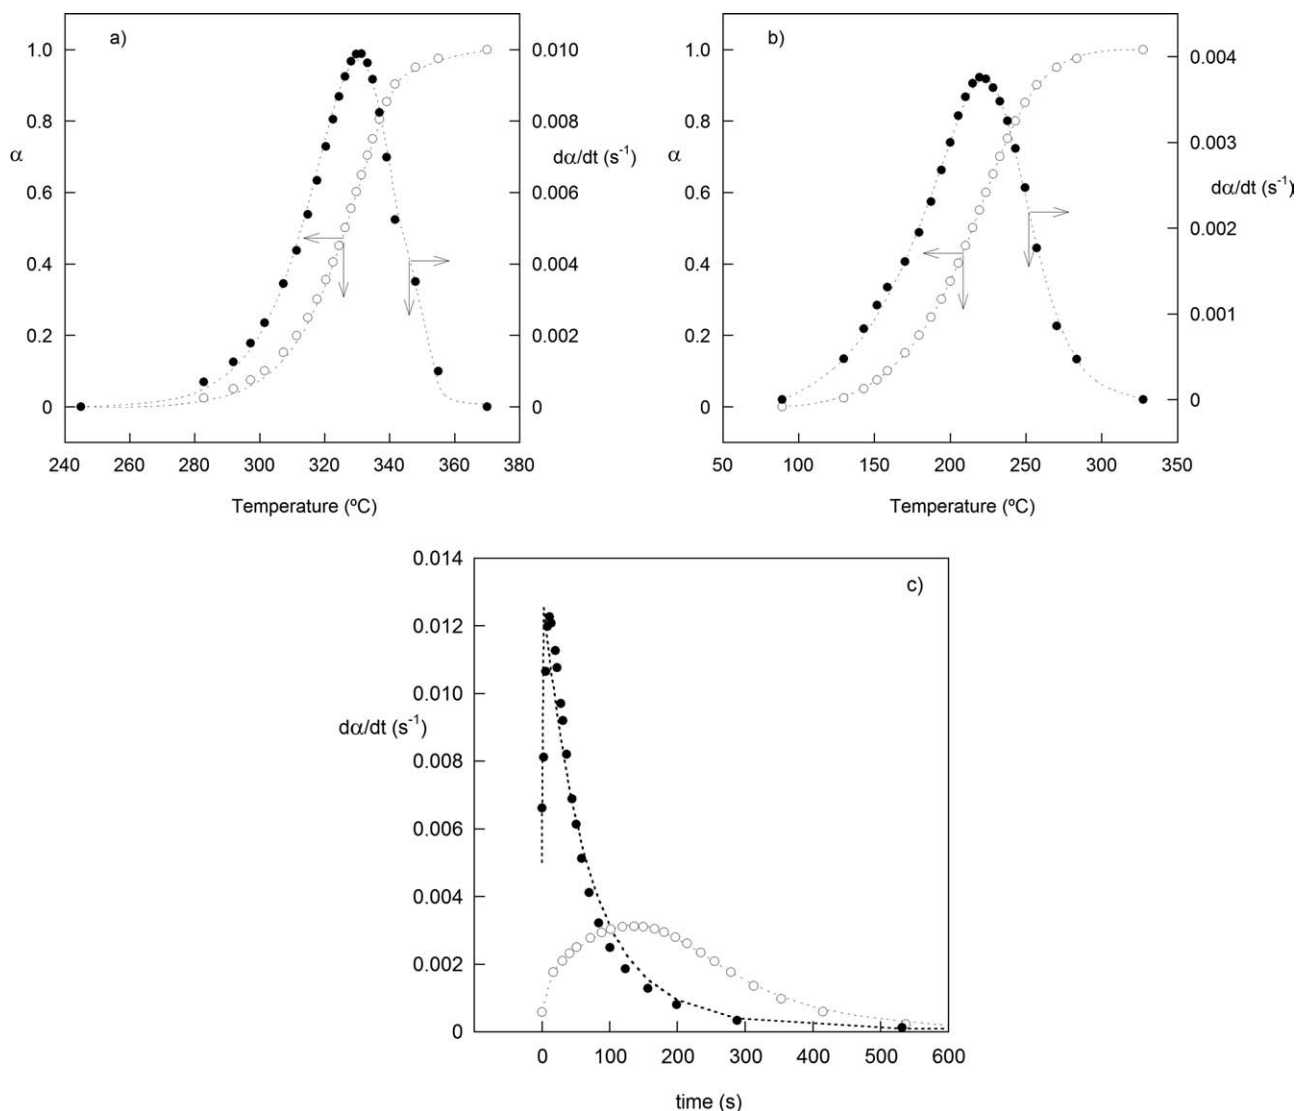 a)
1.0
0.8
0.6
0.4
0.2
0
α
0.010
0.008
0.006
0.004
0.002
0
dα/dt (s⁻¹)
240 260 280 300 320 340 360 380
Temperature (ºC)
b)
1.0
0.8
0.6
0.4
0.2
0
α
0.004
0.003
0.002
0.001
0
dα/dt (s⁻¹)
50 100 150 200 250 300 350
Temperature (ºC)
c)
0.014
0.012
0.010
0.008
0.006
0.004
0.002
0
dα/dt (s⁻¹)
0 100 200 300 400 500 600
time (s)